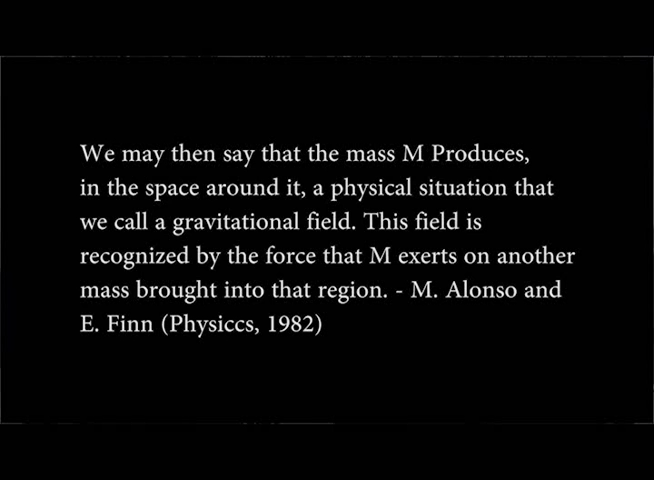 We may then say that the mass M Produces,
in the space around it, a physical situation that
we call a gravitational field. This field is
recognized by the force that M exerts on another
mass brought into that region. - M. Alonso and
E. Finn (Physiccs, 1982)